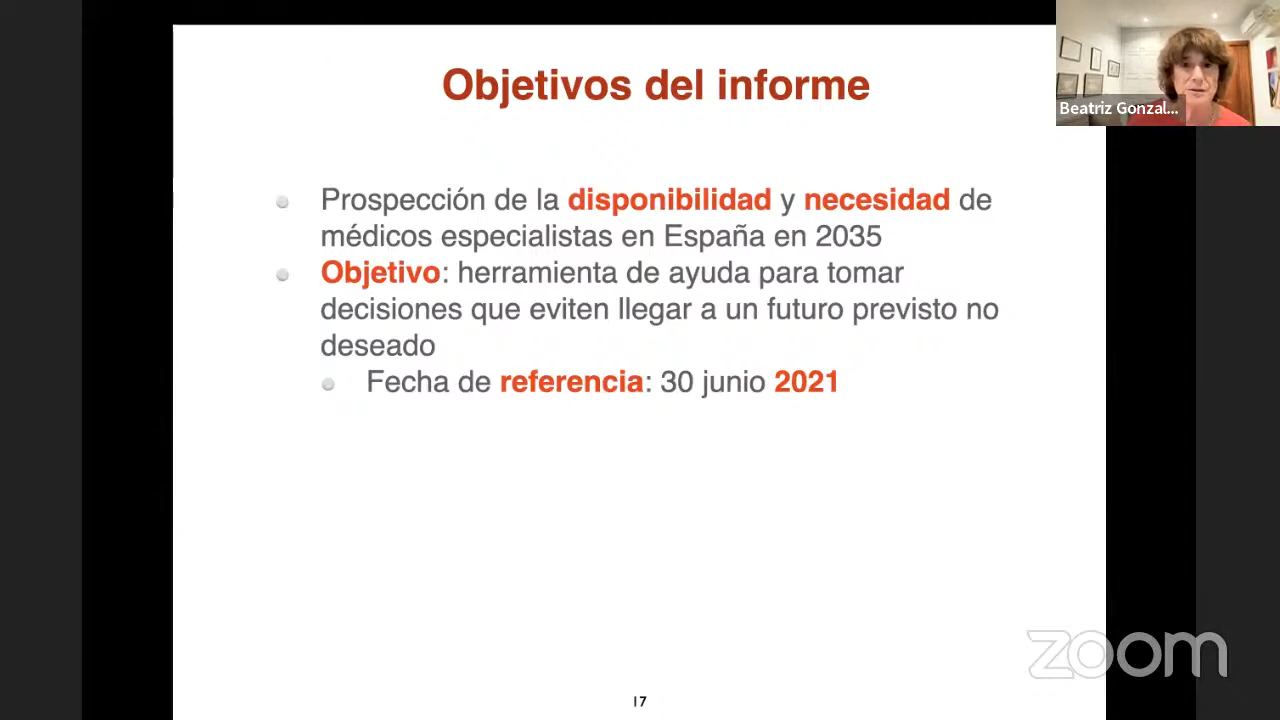 Objetivos del informe
Beatriz Gonzal...
Prospección de la disponibilidad y necesidad de
médicos especialistas en España en 2035
Objetivo: herramienta de ayuda para tomar
decisiones que eviten llegar a un futuro previsto no
deseado
Fecha de referencia: 30 junio 2021
zoom
17